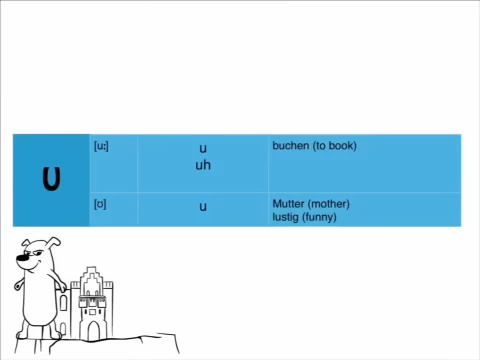 U
[uː]
u
uh
buchen (to book)
[ʊ]
u
Mutter (mother)
lustig (funny)